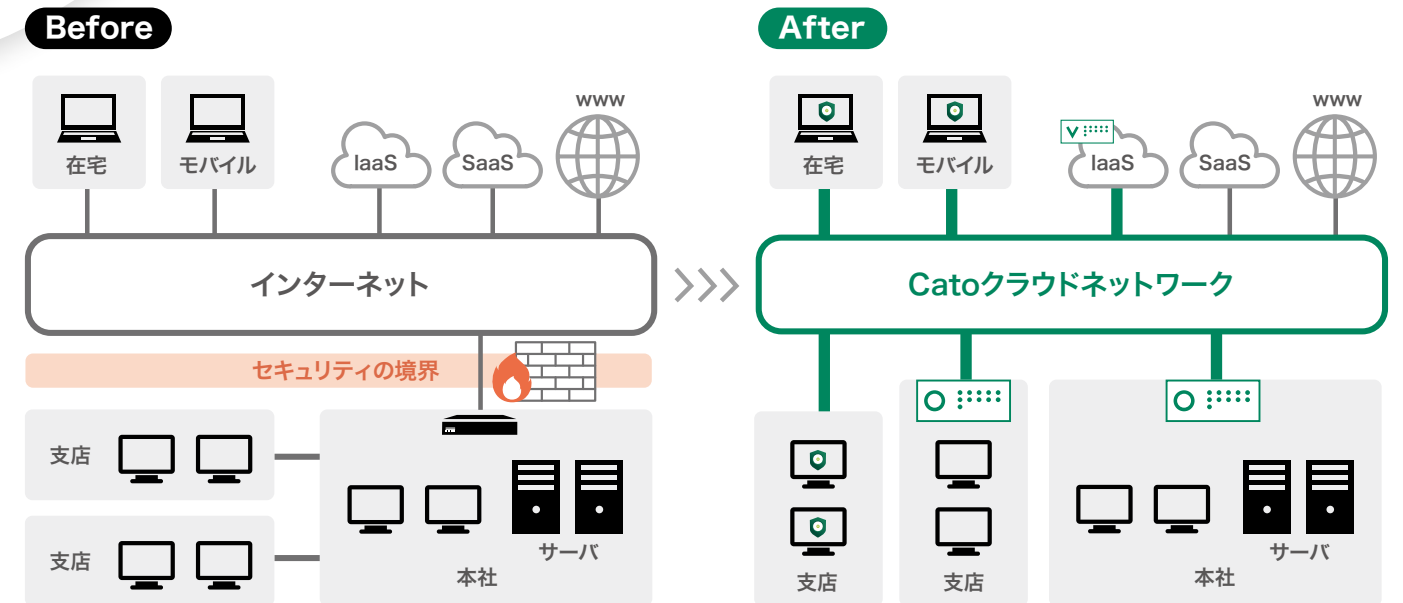 Before
在宅
モバイル
IaaS
SaaS
www
インターネット
セキュリティの境界
支店
支店
サーバ
本社
After
在宅
モバイル
V
IaaS
SaaS
www
Catoクラウドネットワーク
支店
支店
サーバ
本社